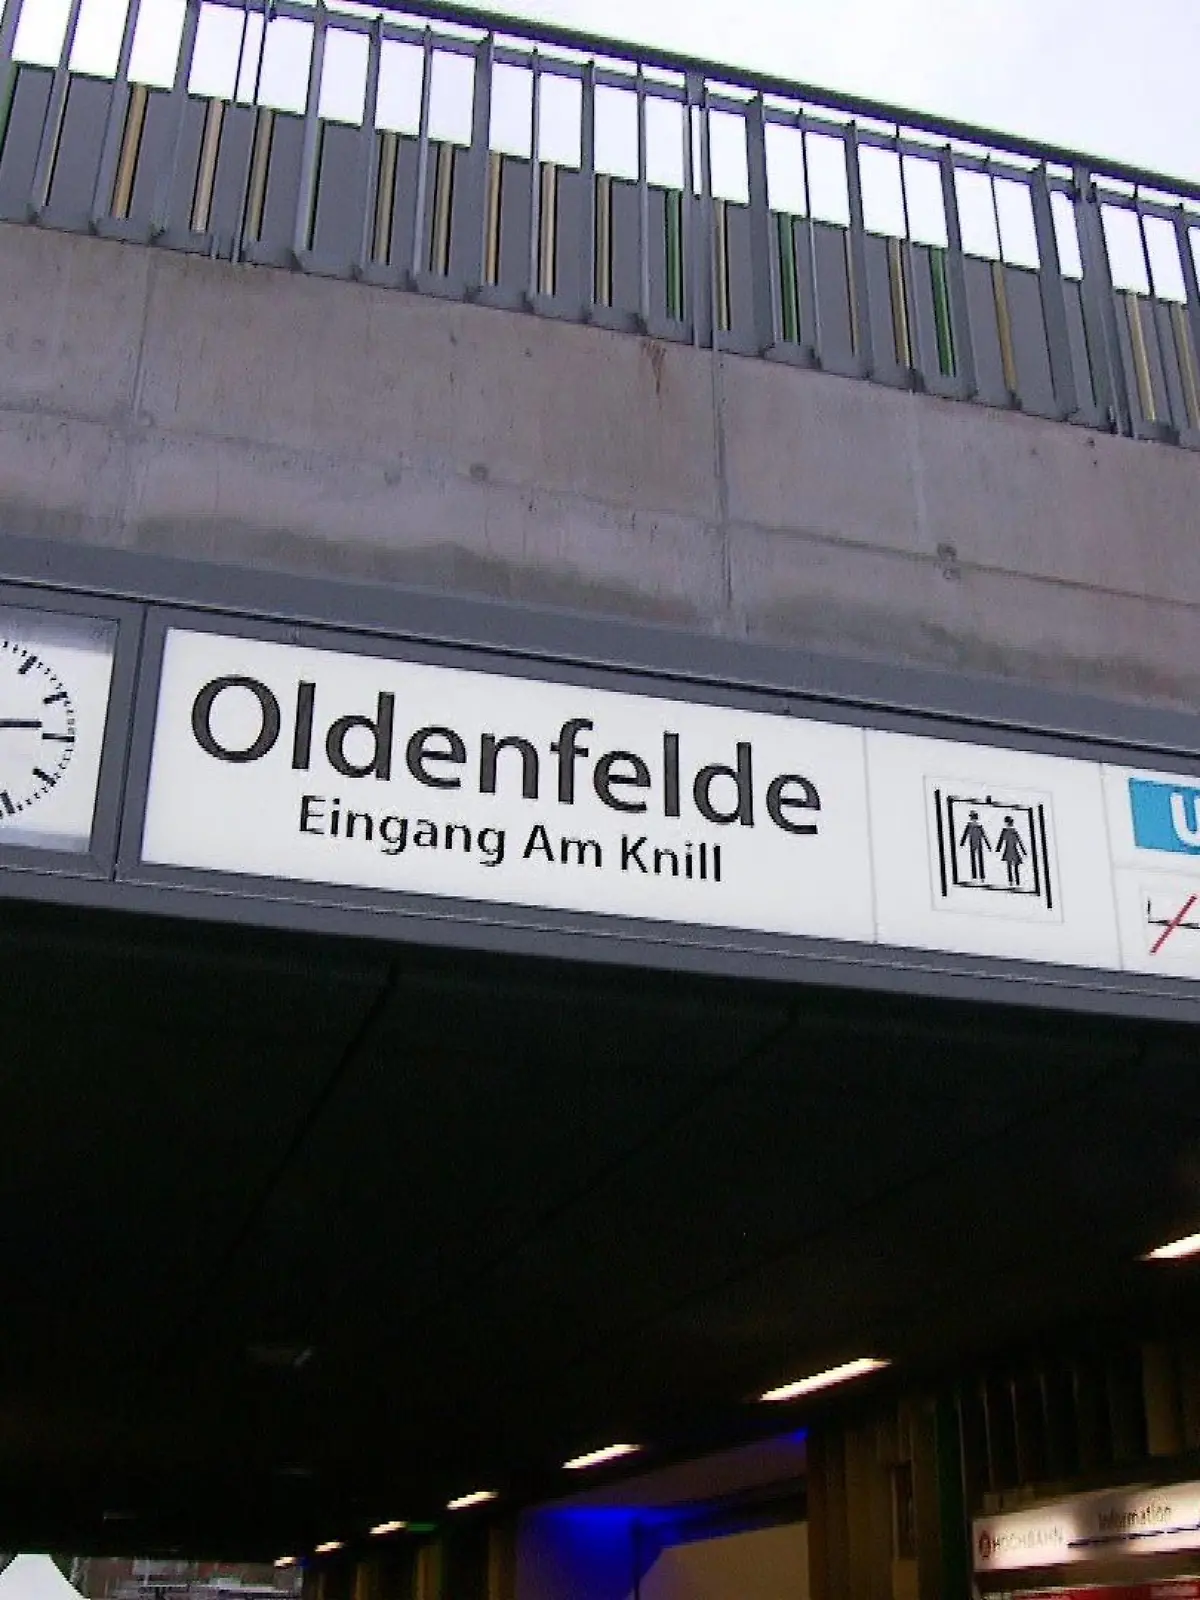 Oldenfelde
Eingang Am Knill
U
HOCHBAHN
Information